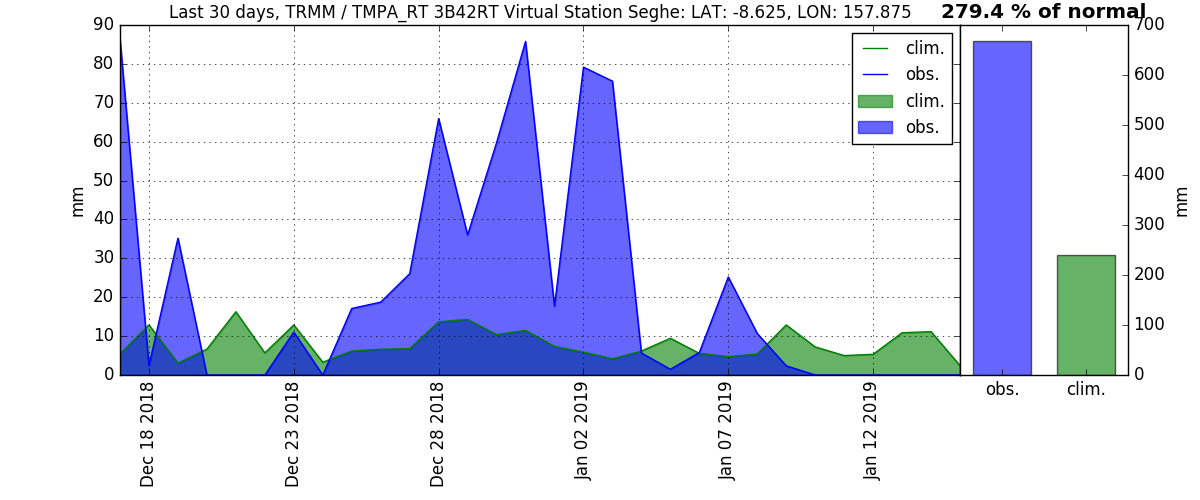 Last 30 days, TRMM / TMPA_RT 3B42RT Virtual Station Seghe: LAT: -8.625, LON: 157.875
279.4 % of normal
90
80
70
60
50
40
30
20
10
0
mm
clim.
obs.
clim.
obs.
Dec 18 2018
Dec 23 2018
Dec 28 2018
Jan 02 2019
Jan 07 2019
Jan 12 2019
700
600
500
400
300
200
100
0
mm
obs.
clim.